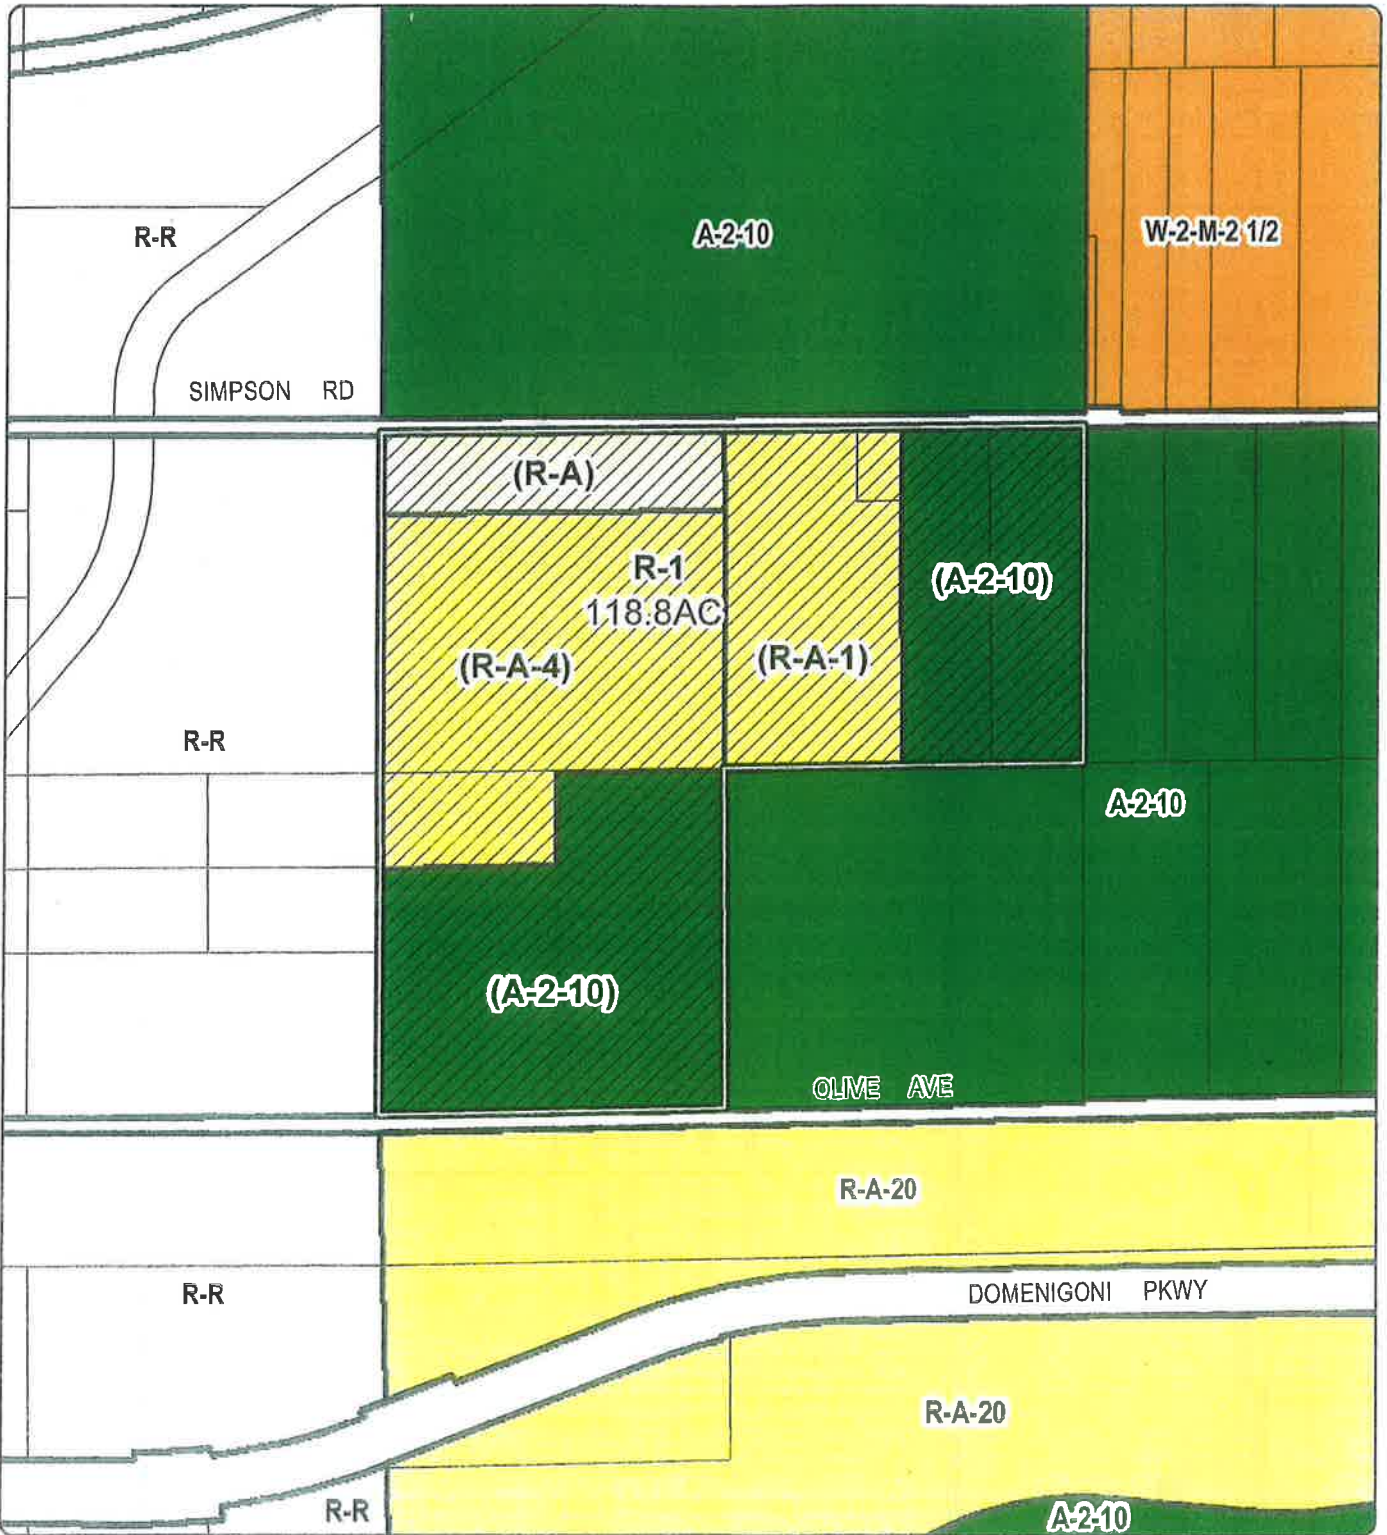 R-R
A-2-10
W-2-M-2 1/2
SIMPSON RD
(R-A)
R-1
118.8AC
(A-2-10)
(R-A-4)
(R-A-1)
R-R
A-2-10
(A-2-10)
OLIVE AVE
R-A-20
R-R
DOMENIGONI PKWY
R-A-20
R-R
A-2-10